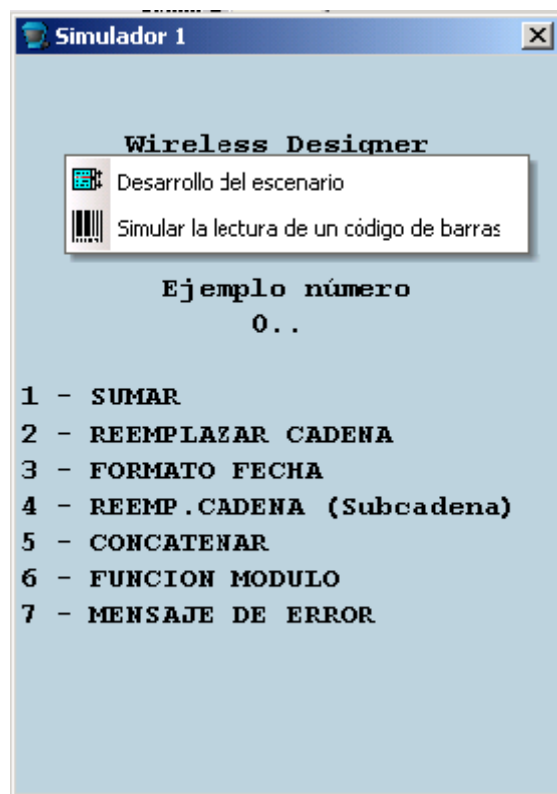 Simulador 1
Wireless Designer
Desarrollo del escenario
Simular la lectura de un código de barras
Ejemplo número
0..
1 - SUMAR
2 - REEMPLAZAR CADENA
3 - FORMATO FECHA
4 - REEMP.CADENA (Subcadena)
5 - CONCATENAR
6 - FUNCION MODULO
7 - MENSAJE DE ERROR